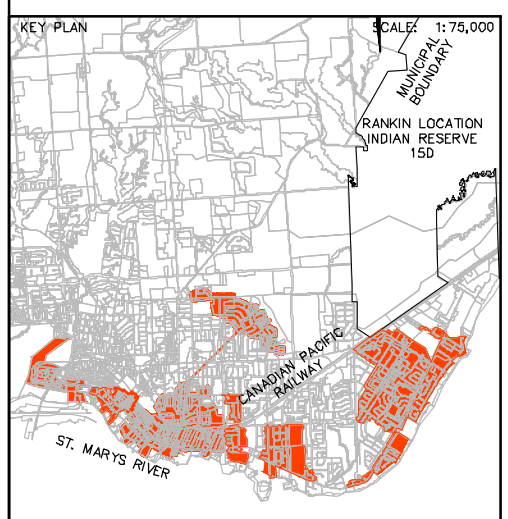 KEY PLAN
SCALE: 1:75,000
MUNICIPAL
BOUNDARY
RANKIN LOCATION
INDIAN RESERVE
15D
CANADIAN PACIFIC
RAILWAY
ST. MARYS RIVER